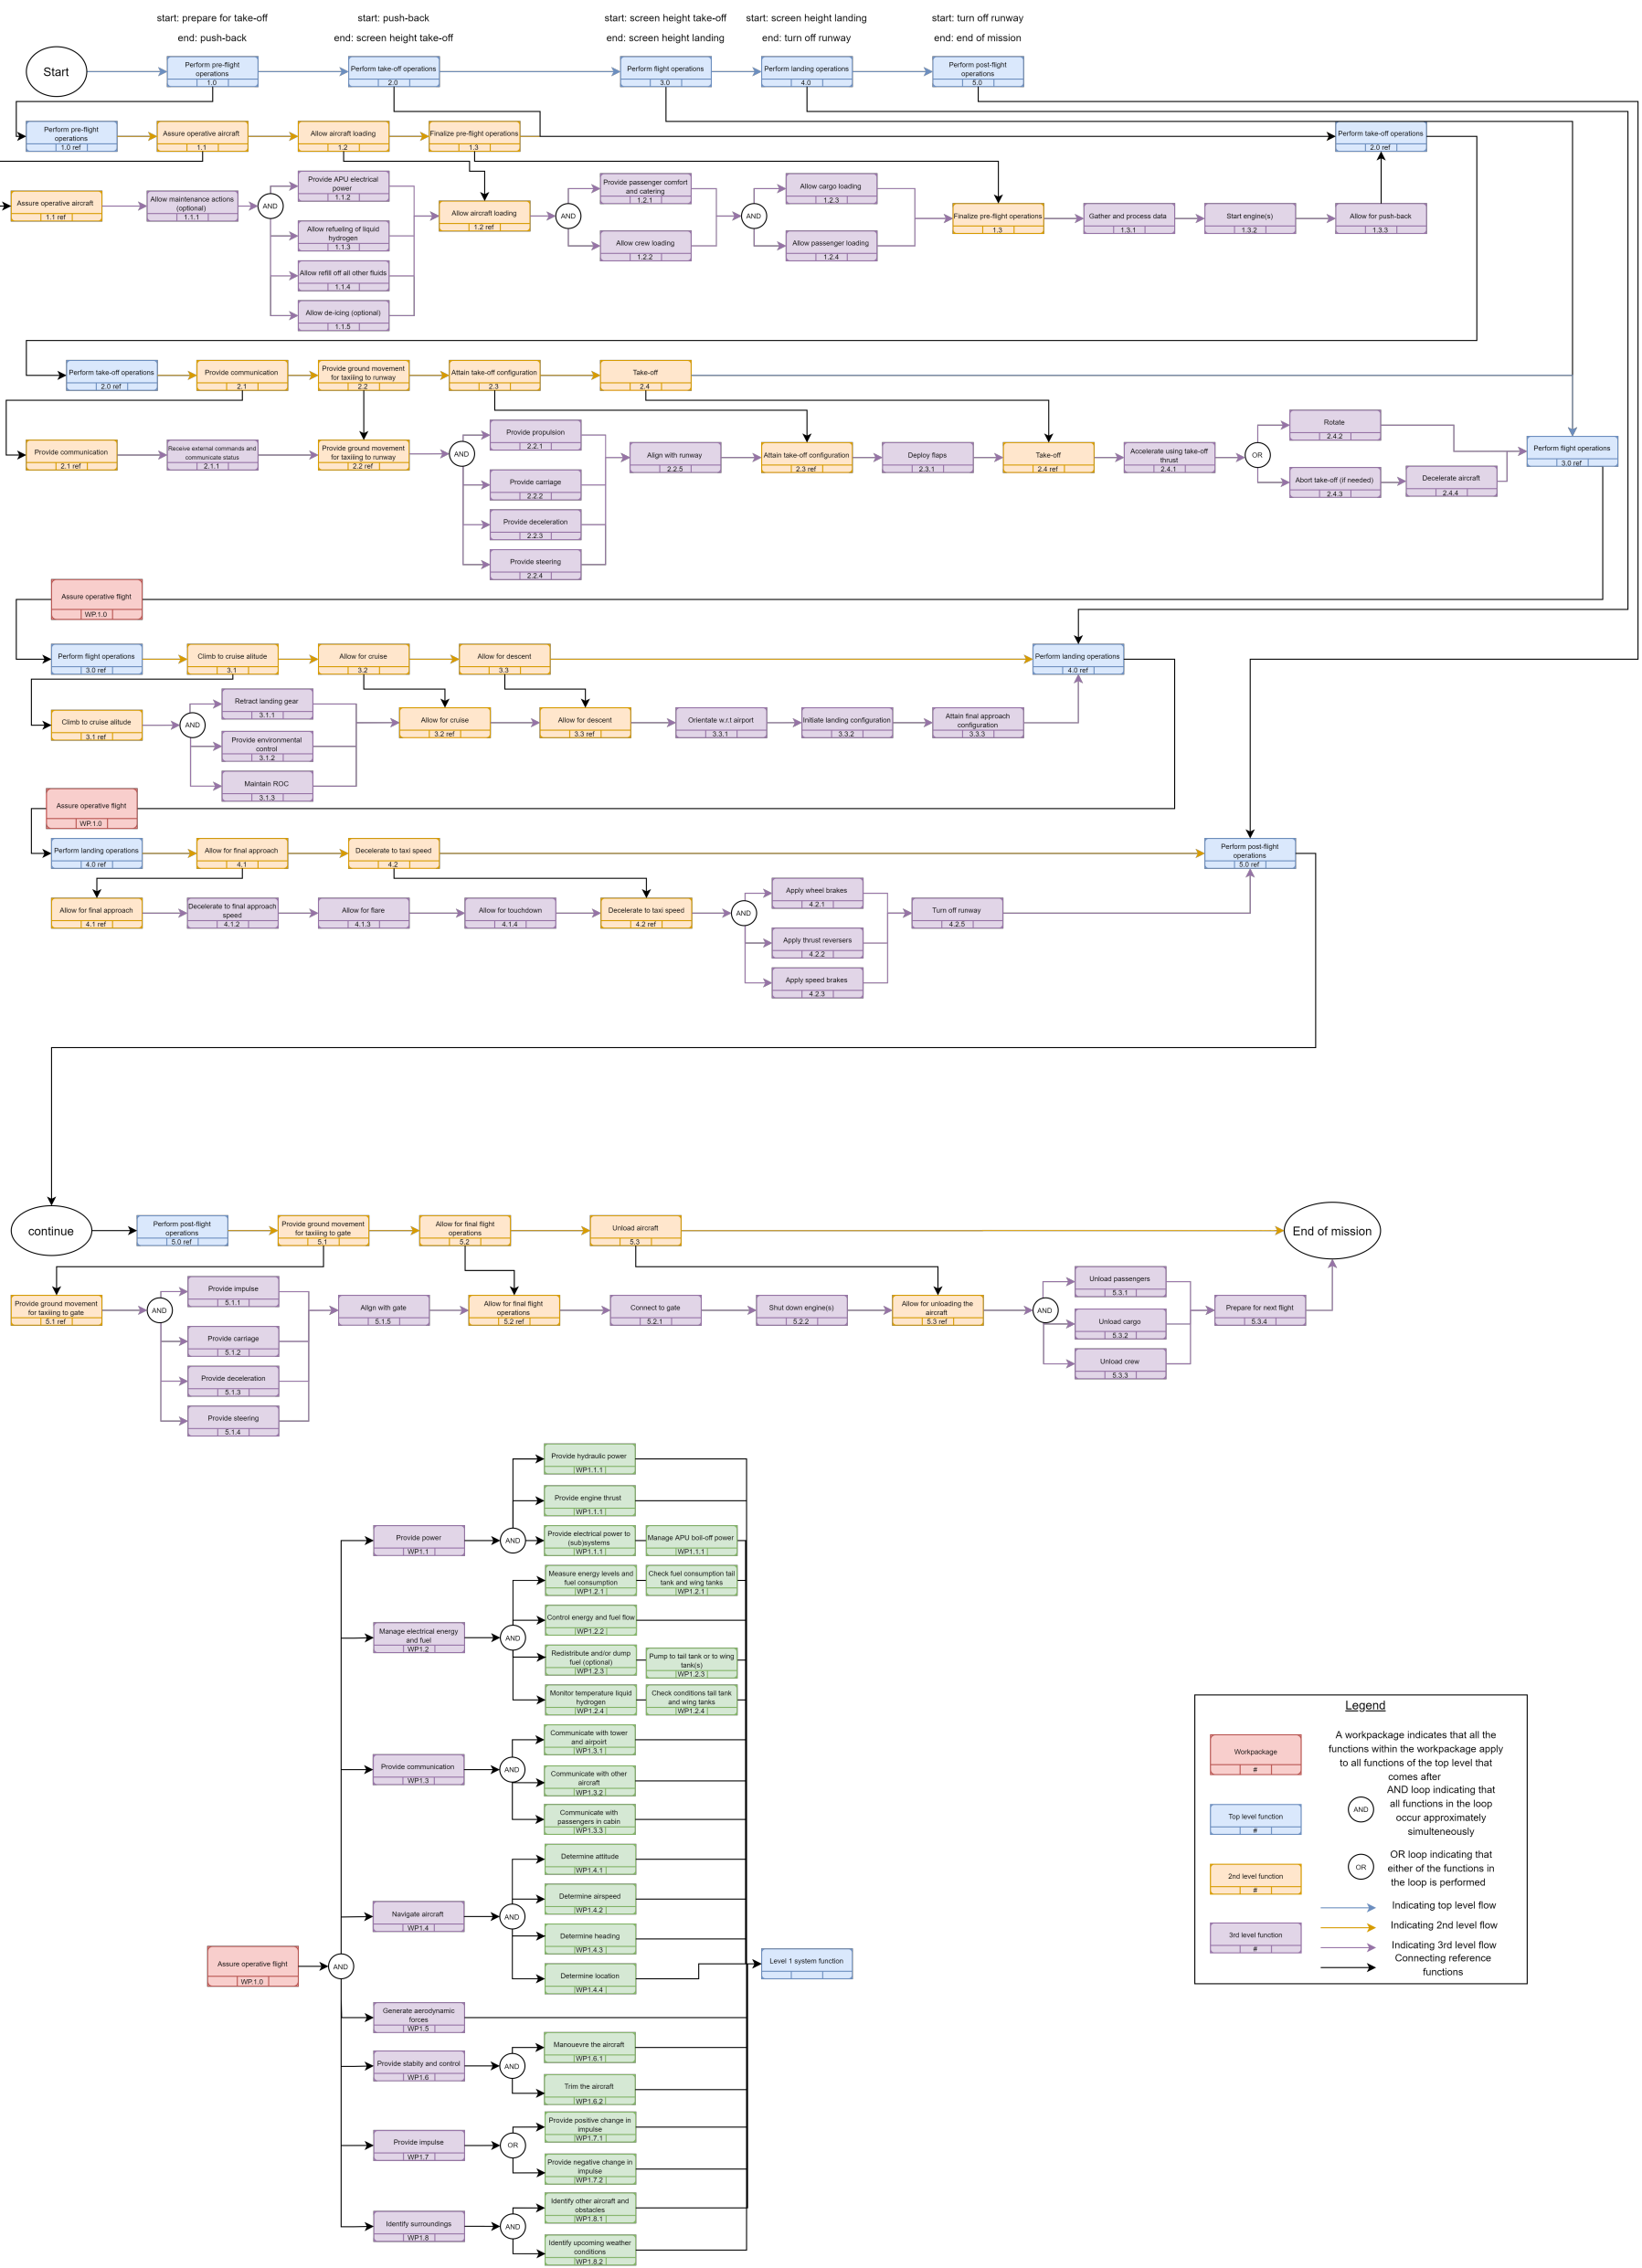 start: prepare for take-off
end: push-back
start: push-back
end: screen height take-off
start: screen height take-off
end: screen height landing
start: screen height landing
end: turn off runway
start: turn off runway
end: end of mission
Start
Perform pre-flight
operations
1.0
Perform take-off operations
2.0
Perform flight operations
3.0
Perform landing operations
4.0
Perform post-flight
operations
5.0
Perform pre-flight
operations
1.0 ref
Assure operative aircraft
1.1
Allow aircraft loading
1.2
Finalize pre-flight operations
1.3
Perform take-off operations
2.0 ref
Assure operative aircraft
1.1 ref
Allow maintenance actions
(optional)
1.1.1
AND
Provide APU electrical
power
1.1.2
Allow refueling of liquid
hydrogen
1.1.3
Allow refill off all other fluids
1.1.4
Allow de-icing (optional)
1.1.5
Allow aircraft loading
1.2 ref
AND
Provide passenger comfort
and catering
1.2.1
Allow crew loading
1.2.2
AND
Allow cargo loading
1.2.3
Allow passenger loading
1.2.4
Finalize pre-flight operations
1.3
Gather and process data
1.3.1
Start engine(s)
1.3.2
Allow for push-back
1.3.3
Perform take-off operations
2.0 ref
Provide communication
2.1
Provide ground movement
for taxiiing to runway
2.2
Attain take-off configuration
2.3
Take-off
2.4
Provide communication
2.1 ref
Receive external commands and
communicate status
2.1.1
Provide ground movement
for taxiiing to runway
2.2 ref
AND
Provide propulsion
2.2.1
Provide carriage
2.2.2
Provide deceleration
2.2.3
Provide steering
2.2.4
Align with runway
2.2.5
Attain take-off configuration
2.3 ref
Deploy flaps
2.3.1
Take-off
2.4 ref
Accelerate using take-off
thrust
2.4.1
OR
Rotate
2.4.2
Abort take-off (if needed)
2.4.3
Decelerate aircraft
2.4.4
Perform flight operations
3.0 ref
Assure operative flight
WP.1.0
Perform flight operations
3.0 ref
Climb to cruise alitude
3.1
Allow for cruise
3.2
Allow for descent
3.3
Perform landing operations
4.0 ref
Climb to cruise alitude
3.1 ref
AND
Retract landing gear
3.1.1
Provide environmental
control
3.1.2
Maintain ROC
3.1.3
Allow for cruise
3.2 ref
Allow for descent
3.3 ref
Orientate w.r.t airport
3.3.1
Initiate landing configuration
3.3.2
Attain final approach
configuration
3.3.3
Assure operative flight
WP.1.0
Perform landing operations
4.0 ref
Allow for final approach
4.1
Decelerate to taxi speed
4.2
Perform post-flight
operations
5.0 ref
Allow for final approach
4.1 ref
Decelerate to final approach
speed
4.1.2
Allow for flare
4.1.3
Allow for touchdown
4.1.4
Decelerate to taxi speed
4.2 ref
AND
Apply wheel brakes
4.2.1
Apply thrust reversers
4.2.2
Apply speed brakes
4.2.3
Turn off runway
4.2.5
continue
Perform post-flight
operations
5.0 ref
Provide ground movement
for taxiiing to gate
5.1
Allow for final flight
operations
5.2
Unload aircraft
5.3
End of mission
Provide ground movement
for taxiiing to gate
5.1 ref
AND
Provide impulse
5.1.1
Provide carriage
5.1.2
Provide deceleration
5.1.3
Provide steering
5.1.4
Align with gate
5.1.5
Allow for final flight
operations
5.2 ref
Connect to gate
5.2.1
Shut down engine(s)
5.2.2
Allow for unloading the
aircraft
5.3 ref
AND
Unload passengers
5.3.1
Unload cargo
5.3.2
Unload crew
5.3.3
Prepare for next flight
5.3.4
Assure operative flight
WP.1.0
AND
Provide power
WP1.1
AND
Provide hydraulic power
WP1.1.1
Provide engine thrust
WP1.1.1
Provide electrical power to
(sub)systems
WP1.1.1
Manage APU boil-off power
WP1.1.1
Manage electrical energy
and fuel
WP1.2
AND
Measure energy levels and
fuel consumption
WP1.2.1
Check fuel consumption tail
tank and wing tanks
WP1.2.1
Control energy and fuel flow
WP1.2.2
Redistribute and/or dump
fuel (optional)
WP1.2.3
Pump to tail tank or to wing
tank(s)
WP1.2.3
Monitor temperature liquid
hydrogen
WP1.2.4
Check conditions tail tank
and wing tanks
WP1.2.4
Provide communication
WP1.3
AND
Communicate with tower
and airpoirt
WP1.3.1
Communicate with other
aircraft
WP1.3.2
Communicate with
passengers in cabin
WP1.3.3
Navigate aircraft
WP1.4
AND
Determine attitude
WP1.4.1
Determine airspeed
WP1.4.2
Determine heading
WP1.4.3
Determine location
WP1.4.4
Level 1 system function
Generate aerodynamic
forces
WP1.5
Provide stabity and control
WP1.6
AND
Manouevre the aircraft
WP1.6.1
Trim the aircraft
WP1.6.2
Provide impulse
WP1.7
OR
Provide positive change in
impulse
WP1.7.1
Provide negative change in
impulse
WP1.7.2
Identify surroundings
WP1.8
AND
Identify other aircraft and
obstacles
WP1.8.1
Identify upcoming weather
conditions
WP1.8.2
Legend
Workpackage
#
A workpackage indicates that all the
functions within the workpackage apply
to all functions of the top level that
comes after
Top level function
#
AND
AND loop indicating that
all functions in the loop
occur approximately
simulteneously
2nd level function
#
OR
OR loop indicating that
either of the functions in
the loop is performed
3rd level function
#
Indicating top level flow
Indicating 2nd level flow
Indicating 3rd level flow
Connecting reference
functions